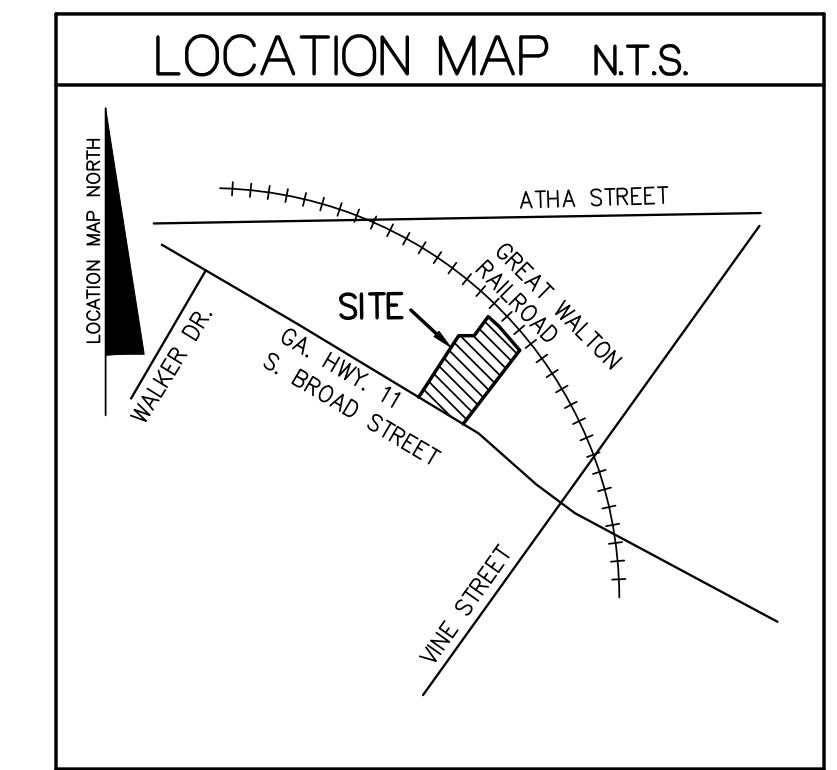 LOCATION MAP N.T.S.
LOCATION MAP NORTH
ATHA STREET
GREAT WALTON
RAILROAD
SITE
WALKER DR.
GA. HWY. 11
S. BROAD STREET
VINE STREET